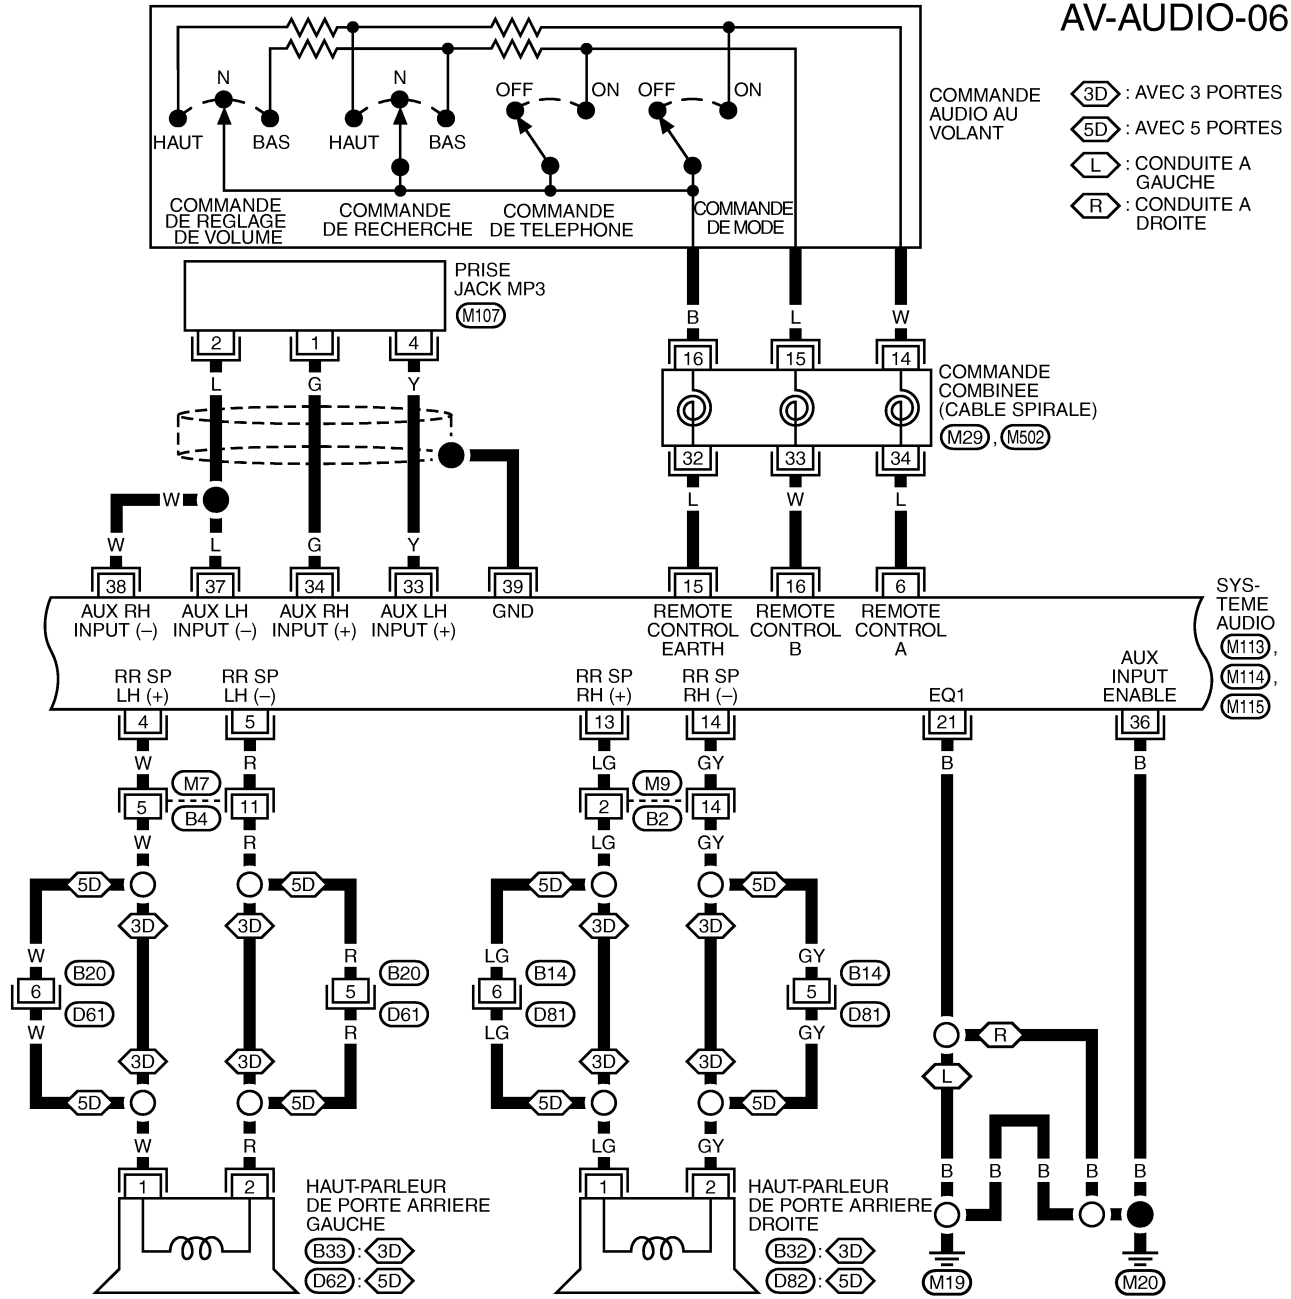 AV-AUDIO-06
3D : AVEC 3 PORTES
5D : AVEC 5 PORTES
L : CONDUITE A
GAUCHE
R : CONDUITE A
DROITE
COMMANDE
AUDIO AU
VOLANT
N N
OFF ON OFF ON
HAUT BAS HAUT BAS
COMMANDE
DE REGLAGE
DE VOLUME
COMMANDE
DE RECHERCHE
COMMANDE
DE TELEPHONE
COMMANDE
DE MODE
PRISE
JACK MP3
M107
2 1 4
L G Y
B L W
16 15 14
COMMANDE
COMBINEE
(CABLE SPIRALE)
M29 , M502
32 33 34
L W L
W
W L G Y
38 37 34 33 39 15 16 6
AUX RH
INPUT (–)
AUX LH
INPUT (–)
AUX RH
INPUT (+)
AUX LH
INPUT (+)
GND
REMOTE
CONTROL
EARTH
REMOTE
CONTROL
B
REMOTE
CONTROL
A
SYS-
TEME
AUDIO
M113 ,
M114 ,
M115
RR SP
LH (+)
RR SP
LH (–)
RR SP
RH (+)
RR SP
RH (–)
EQ1
AUX
INPUT
ENABLE
4 5 13 14 21 36
W R LG GY B B
M7 M9
5 11 2 14
B4 B2
W R LG GY
5D 5D 5D 5D
3D 3D 3D 3D
W R LG GY
B20 B20 B14 B14
6 5 6 5
D61 D61 D81 D81
W R LG GY
R
3D 3D 3D 3D
L
5D 5D 5D 5D
W R LG GY
B B B B B
1 2 1 2
HAUT-PARLEUR
DE PORTE ARRIERE
GAUCHE
B33 : 3D
D62 : 5D
HAUT-PARLEUR
DE PORTE ARRIERE
DROITE
B32 : 3D
D82 : 5D
M19 M20